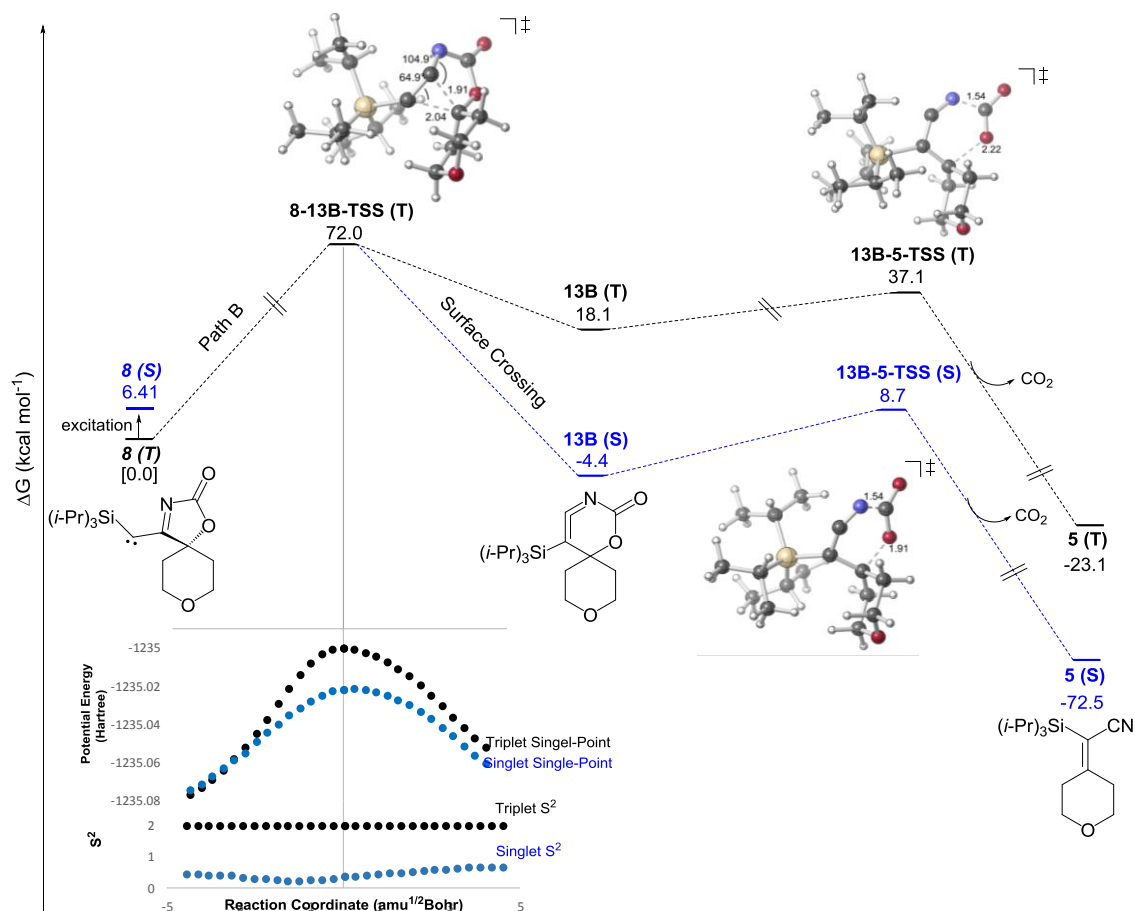 ]‡
104.9°
64.9°
1.91
2.04
8-13B-TSS (T)
72.0
]‡
1.54
2.22
13B-5-TSS (T)
37.1
Path B
Surface Crossing
13B (T)
18.1
CO2
8 (S)
6.41
excitation
8 (T)
[0.0]
13B-5-TSS (S)
8.7
13B (S)
-4.4
CO2
ΔG (kcal mol-1)
N
O
O
(i-Pr)3Si
..
O
N
O
O
(i-Pr)3Si
O
]‡
1.54
1.91
5 (T)
-23.1
5 (S)
-72.5
(i-Pr)3Si
CN
O
Potential Energy
(Hartree)
-1235
-1235.02
-1235.04
-1235.06
-1235.08
Triplet Singel-Point
Singlet Single-Point
Triplet S2
Singlet S2
S2
2
1
0
-5
5
Reaction Coordinate (amu1/2Bohr)